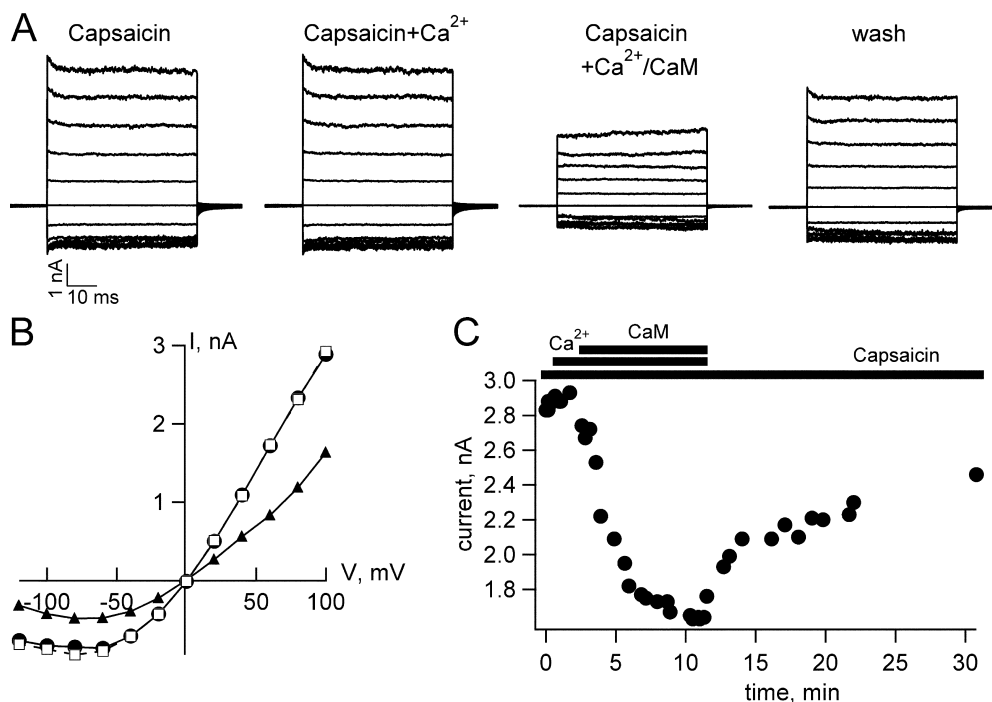 A
Capsaicin
Capsaicin+Ca²⁺
Capsaicin
+Ca²⁺/CaM
wash
1 nA
10 ms
B
I, nA
3
2
1
V, mV
-100
-50
50
100
C
CaM
Ca²⁺
Capsaicin
current, nA
3.0
2.8
2.6
2.4
2.2
2.0
1.8
0
5
10
15
20
25
30
time, min